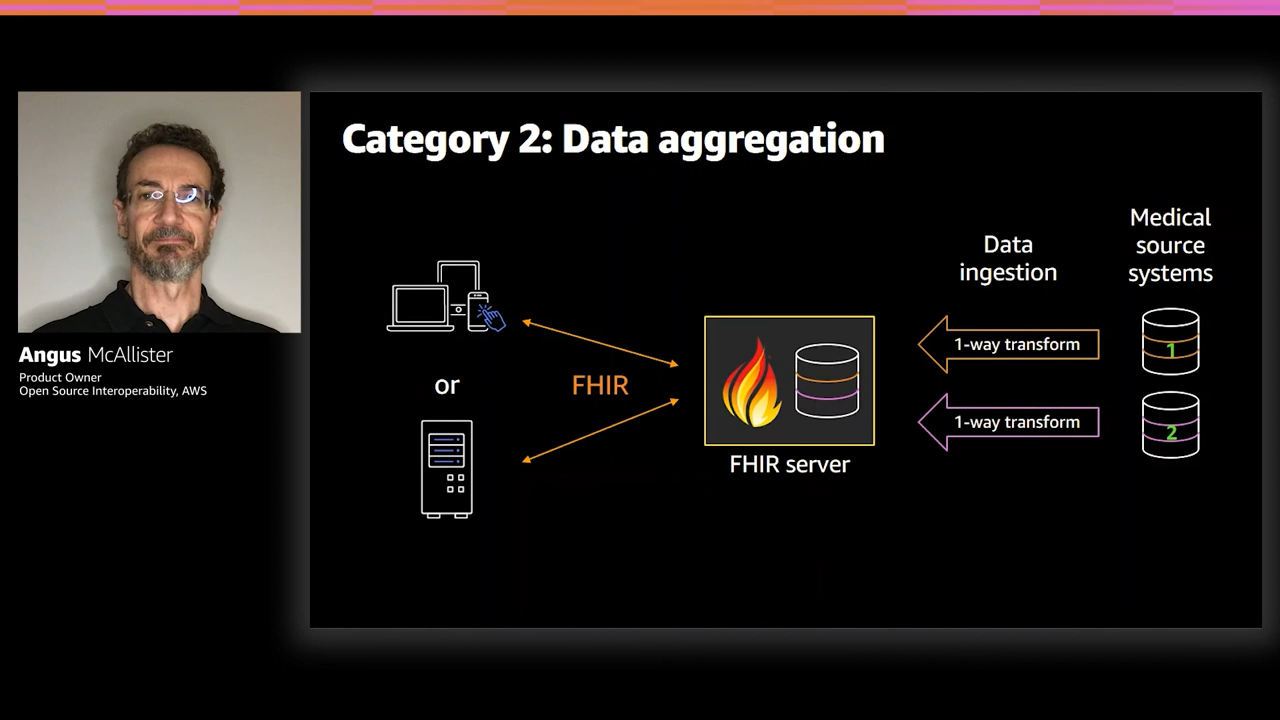 Category 2: Data aggregation
Medical
source
systems
Data
ingestion
1-way transform
1
or
FHIR
1-way transform
2
FHIR server
Angus McAllister
Product Owner
Open Source Interoperability, AWS